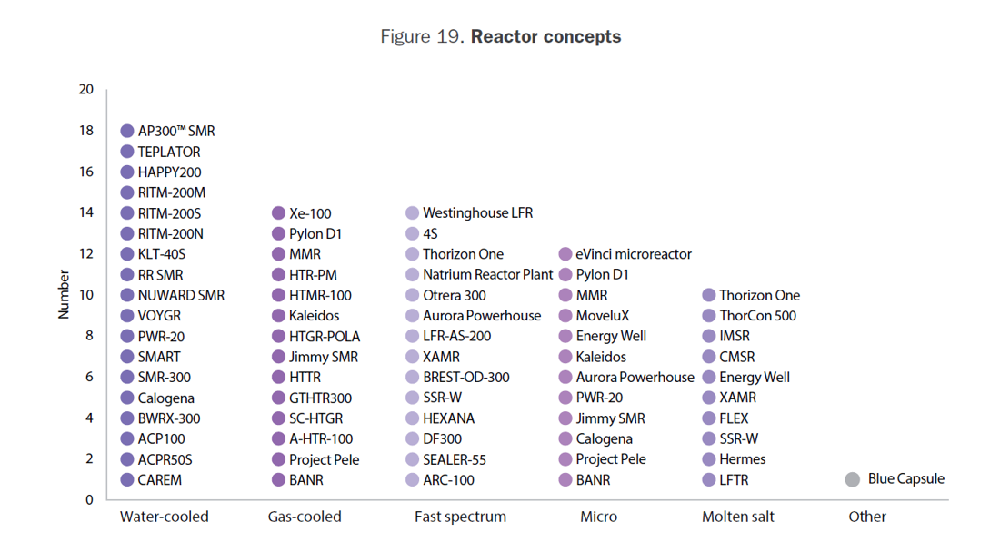 Figure 19. Reactor concepts
Number
20
18
16
14
12
10
8
6
4
2
0
AP300™ SMR
TEPLATOR
HAPPY200
RITM-200M
RITM-200S
RITM-200N
KLT-40S
RR SMR
NUWARD SMR
VOYGR
PWR-20
SMART
SMR-300
Calogena
BWRX-300
ACP100
ACPR50S
CAREM
Water-cooled
Xe-100
Pylon D1
MMR
HTR-PM
HTMR-100
Kaleidos
HTGR-POLA
Jimmy SMR
HTTR
GTHTR300
SC-HTGR
A-HTR-100
Project Pele
BANR
Gas-cooled
Westinghouse LFR
4S
Thorizon One
Natrium Reactor Plant
Otrera 300
Aurora Powerhouse
LFR-AS-200
XAMR
BREST-OD-300
SSR-W
HEXANA
DF300
SEALER-55
ARC-100
Fast spectrum
eVinci microreactor
Pylon D1
MMR
MoveluX
Energy Well
Kaleidos
Aurora Powerhouse
PWR-20
Jimmy SMR
Calogena
Project Pele
BANR
Micro
Thorizon One
ThorCon 500
IMSR
CMSR
Energy Well
XAMR
FLEX
SSR-W
Hermes
LFTR
Molten salt
Blue Capsule
Other